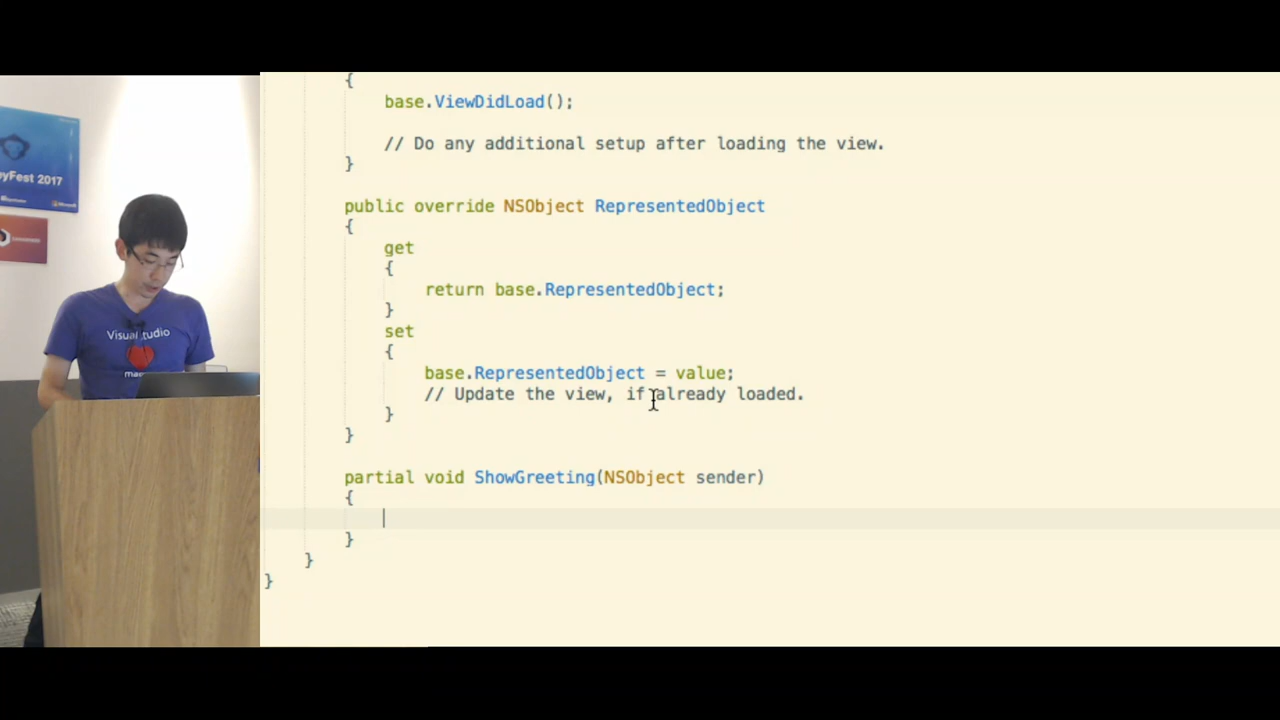 yFest 2017
Visual Studio
{
base.ViewDidLoad();
// Do any additional setup after loading the view.
}
public override NSObject RepresentedObject
{
get
{
return base.RepresentedObject;
}
set
{
base.RepresentedObject = value;
// Update the view, if already loaded.
}
}
partial void ShowGreeting(NSObject sender)
{
}
}
}